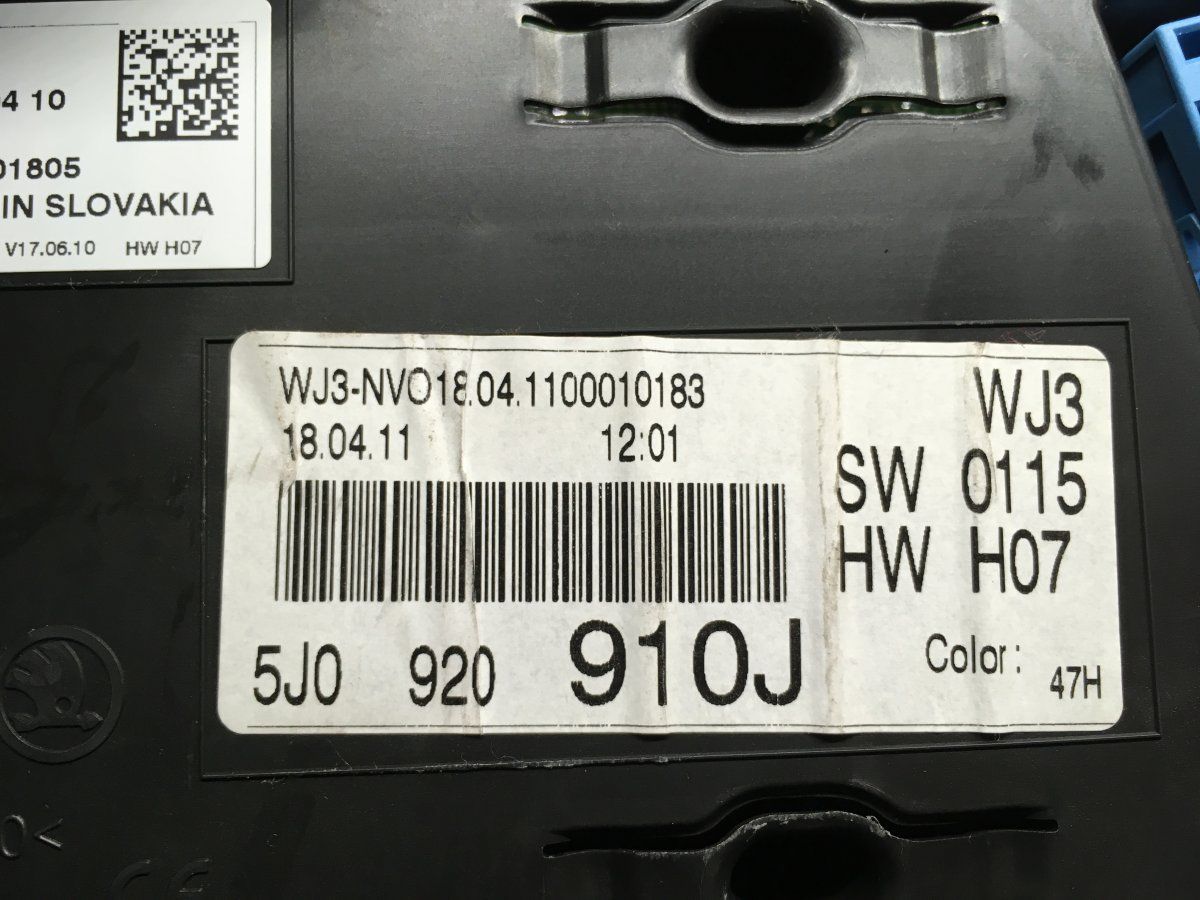 4 10
01805
IN SLOVAKIA
V17.06.10 HW H07
WJ3-NVO18.04.1100010183
18.04.11 12:01
WJ3
SW 0115
HW H07
5J0 920 910J
Color: 47H